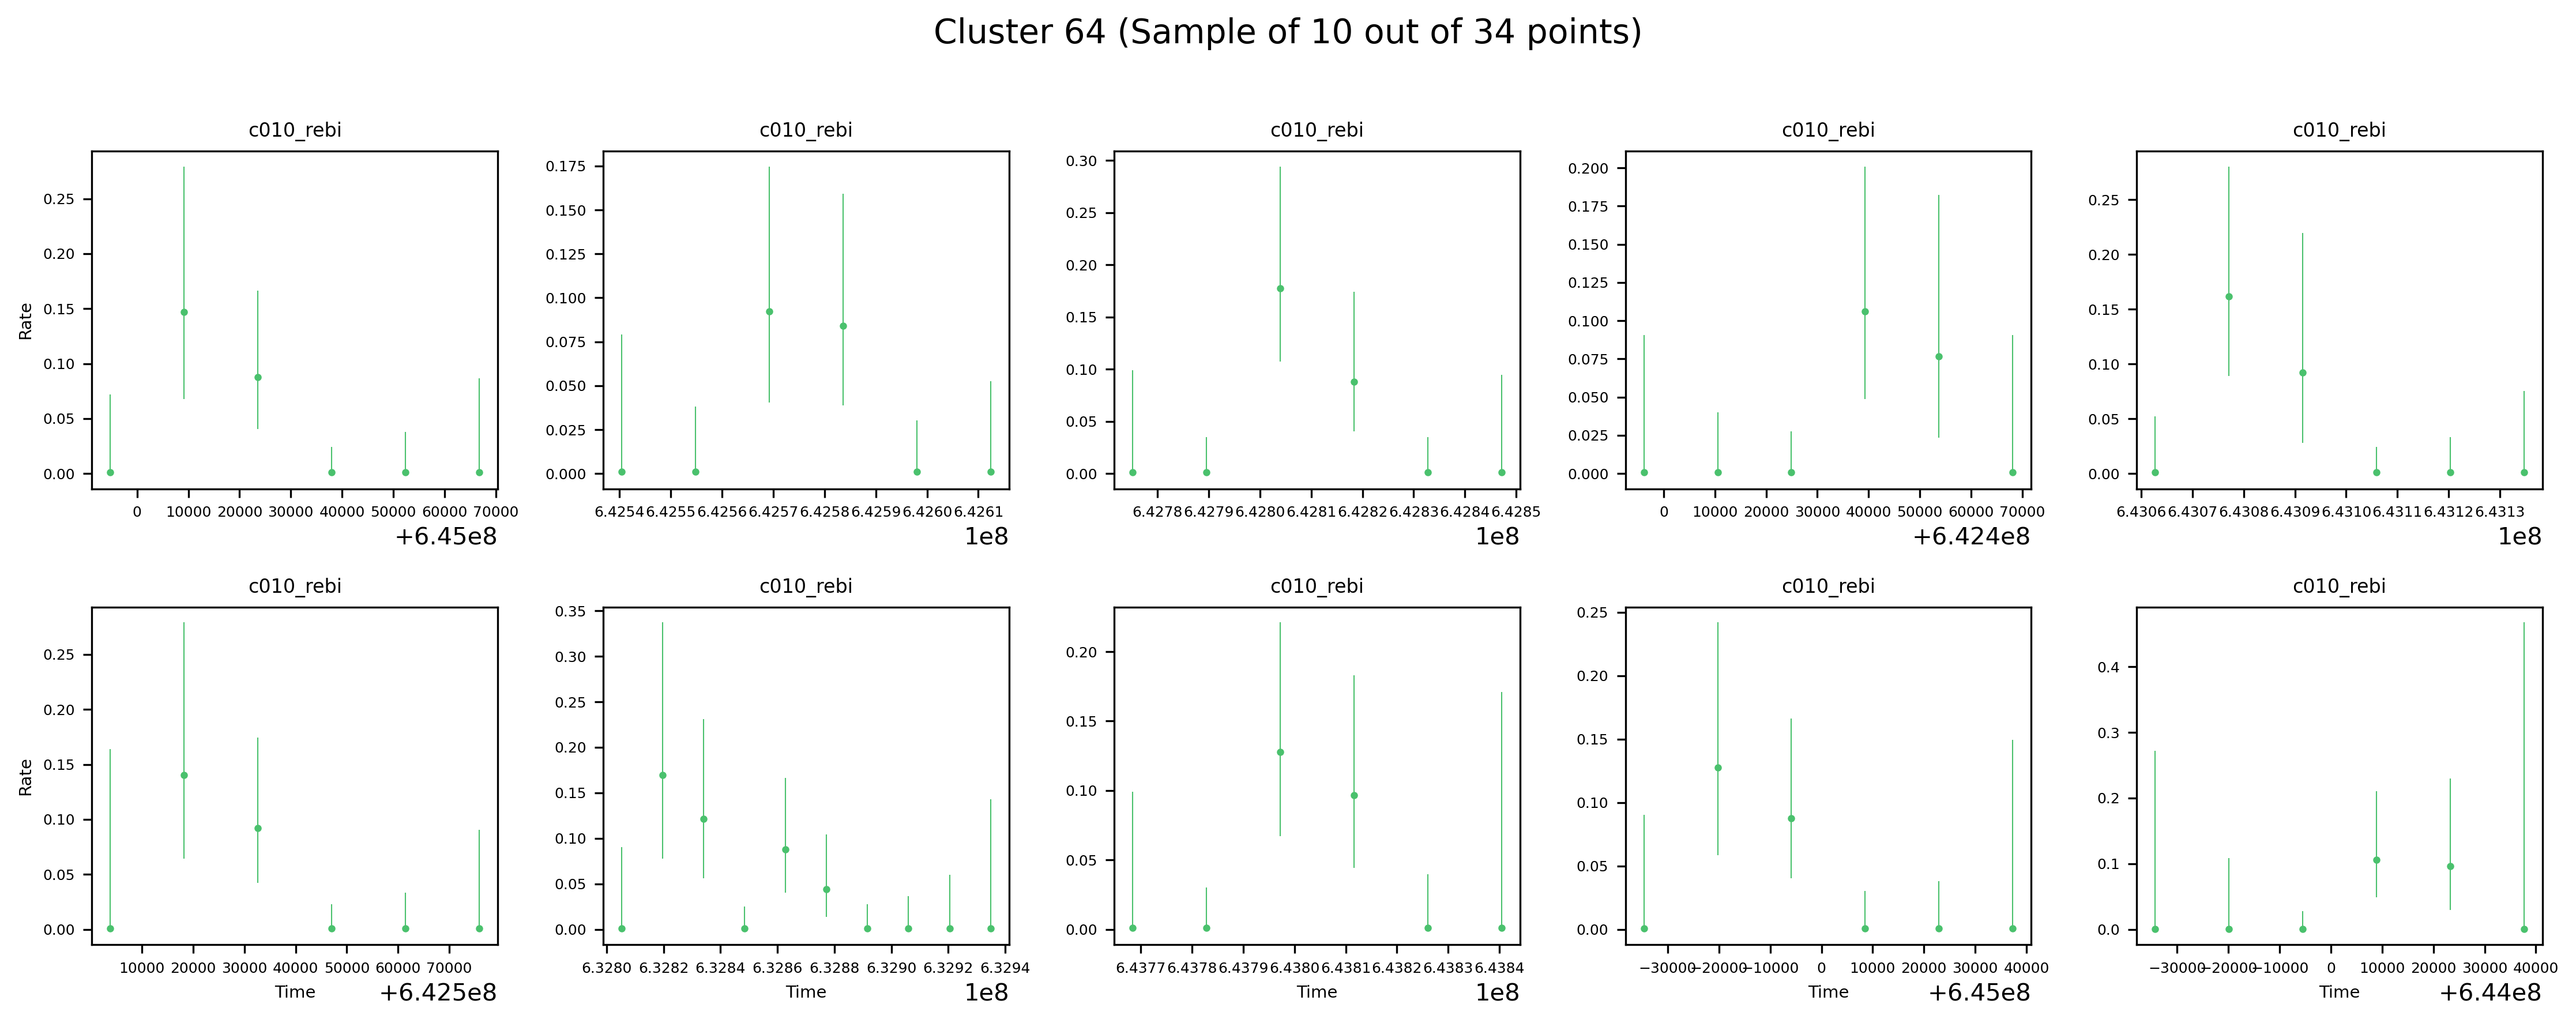 Cluster 64 (Sample of 10 out of 34 points)
c010_rebi c010_rebi c010_rebi c010_rebi c010_rebi
Rate
0.25 0.20 0.15 0.10 0.05 0.00
0 10000 20000 30000 40000 50000 60000 70000
+6.45e8
0.175 0.150 0.125 0.100 0.075 0.050 0.025 0.000
6.4254 6.4255 6.4256 6.4257 6.4258 6.4259 6.4260 6.4261
1e8
0.30 0.25 0.20 0.15 0.10 0.05 0.00
6.4278 6.4279 6.4280 6.4281 6.4282 6.4283 6.4284 6.4285
1e8
0.200 0.175 0.150 0.125 0.100 0.075 0.050 0.025 0.000
0 10000 20000 30000 40000 50000 60000 70000
+6.424e8
0.25 0.20 0.15 0.10 0.05 0.00
6.4306 6.4307 6.4308 6.4309 6.4310 6.4311 6.4312 6.4313
1e8
c010_rebi c010_rebi c010_rebi c010_rebi c010_rebi
Rate
0.25 0.20 0.15 0.10 0.05 0.00
10000 20000 30000 40000 50000 60000 70000
Time +6.425e8
0.35 0.30 0.25 0.20 0.15 0.10 0.05 0.00
6.3280 6.3282 6.3284 6.3286 6.3288 6.3290 6.3292 6.3294
Time 1e8
0.20 0.15 0.10 0.05 0.00
6.4377 6.4378 6.4379 6.4380 6.4381 6.4382 6.4383 6.4384
Time 1e8
0.25 0.20 0.15 0.10 0.05 0.00
−30000 −20000 −10000 0 10000 20000 30000 40000
Time +6.45e8
0.4 0.3 0.2 0.1 0.0
−30000 −20000 −10000 0 10000 20000 30000 40000
Time +6.44e8